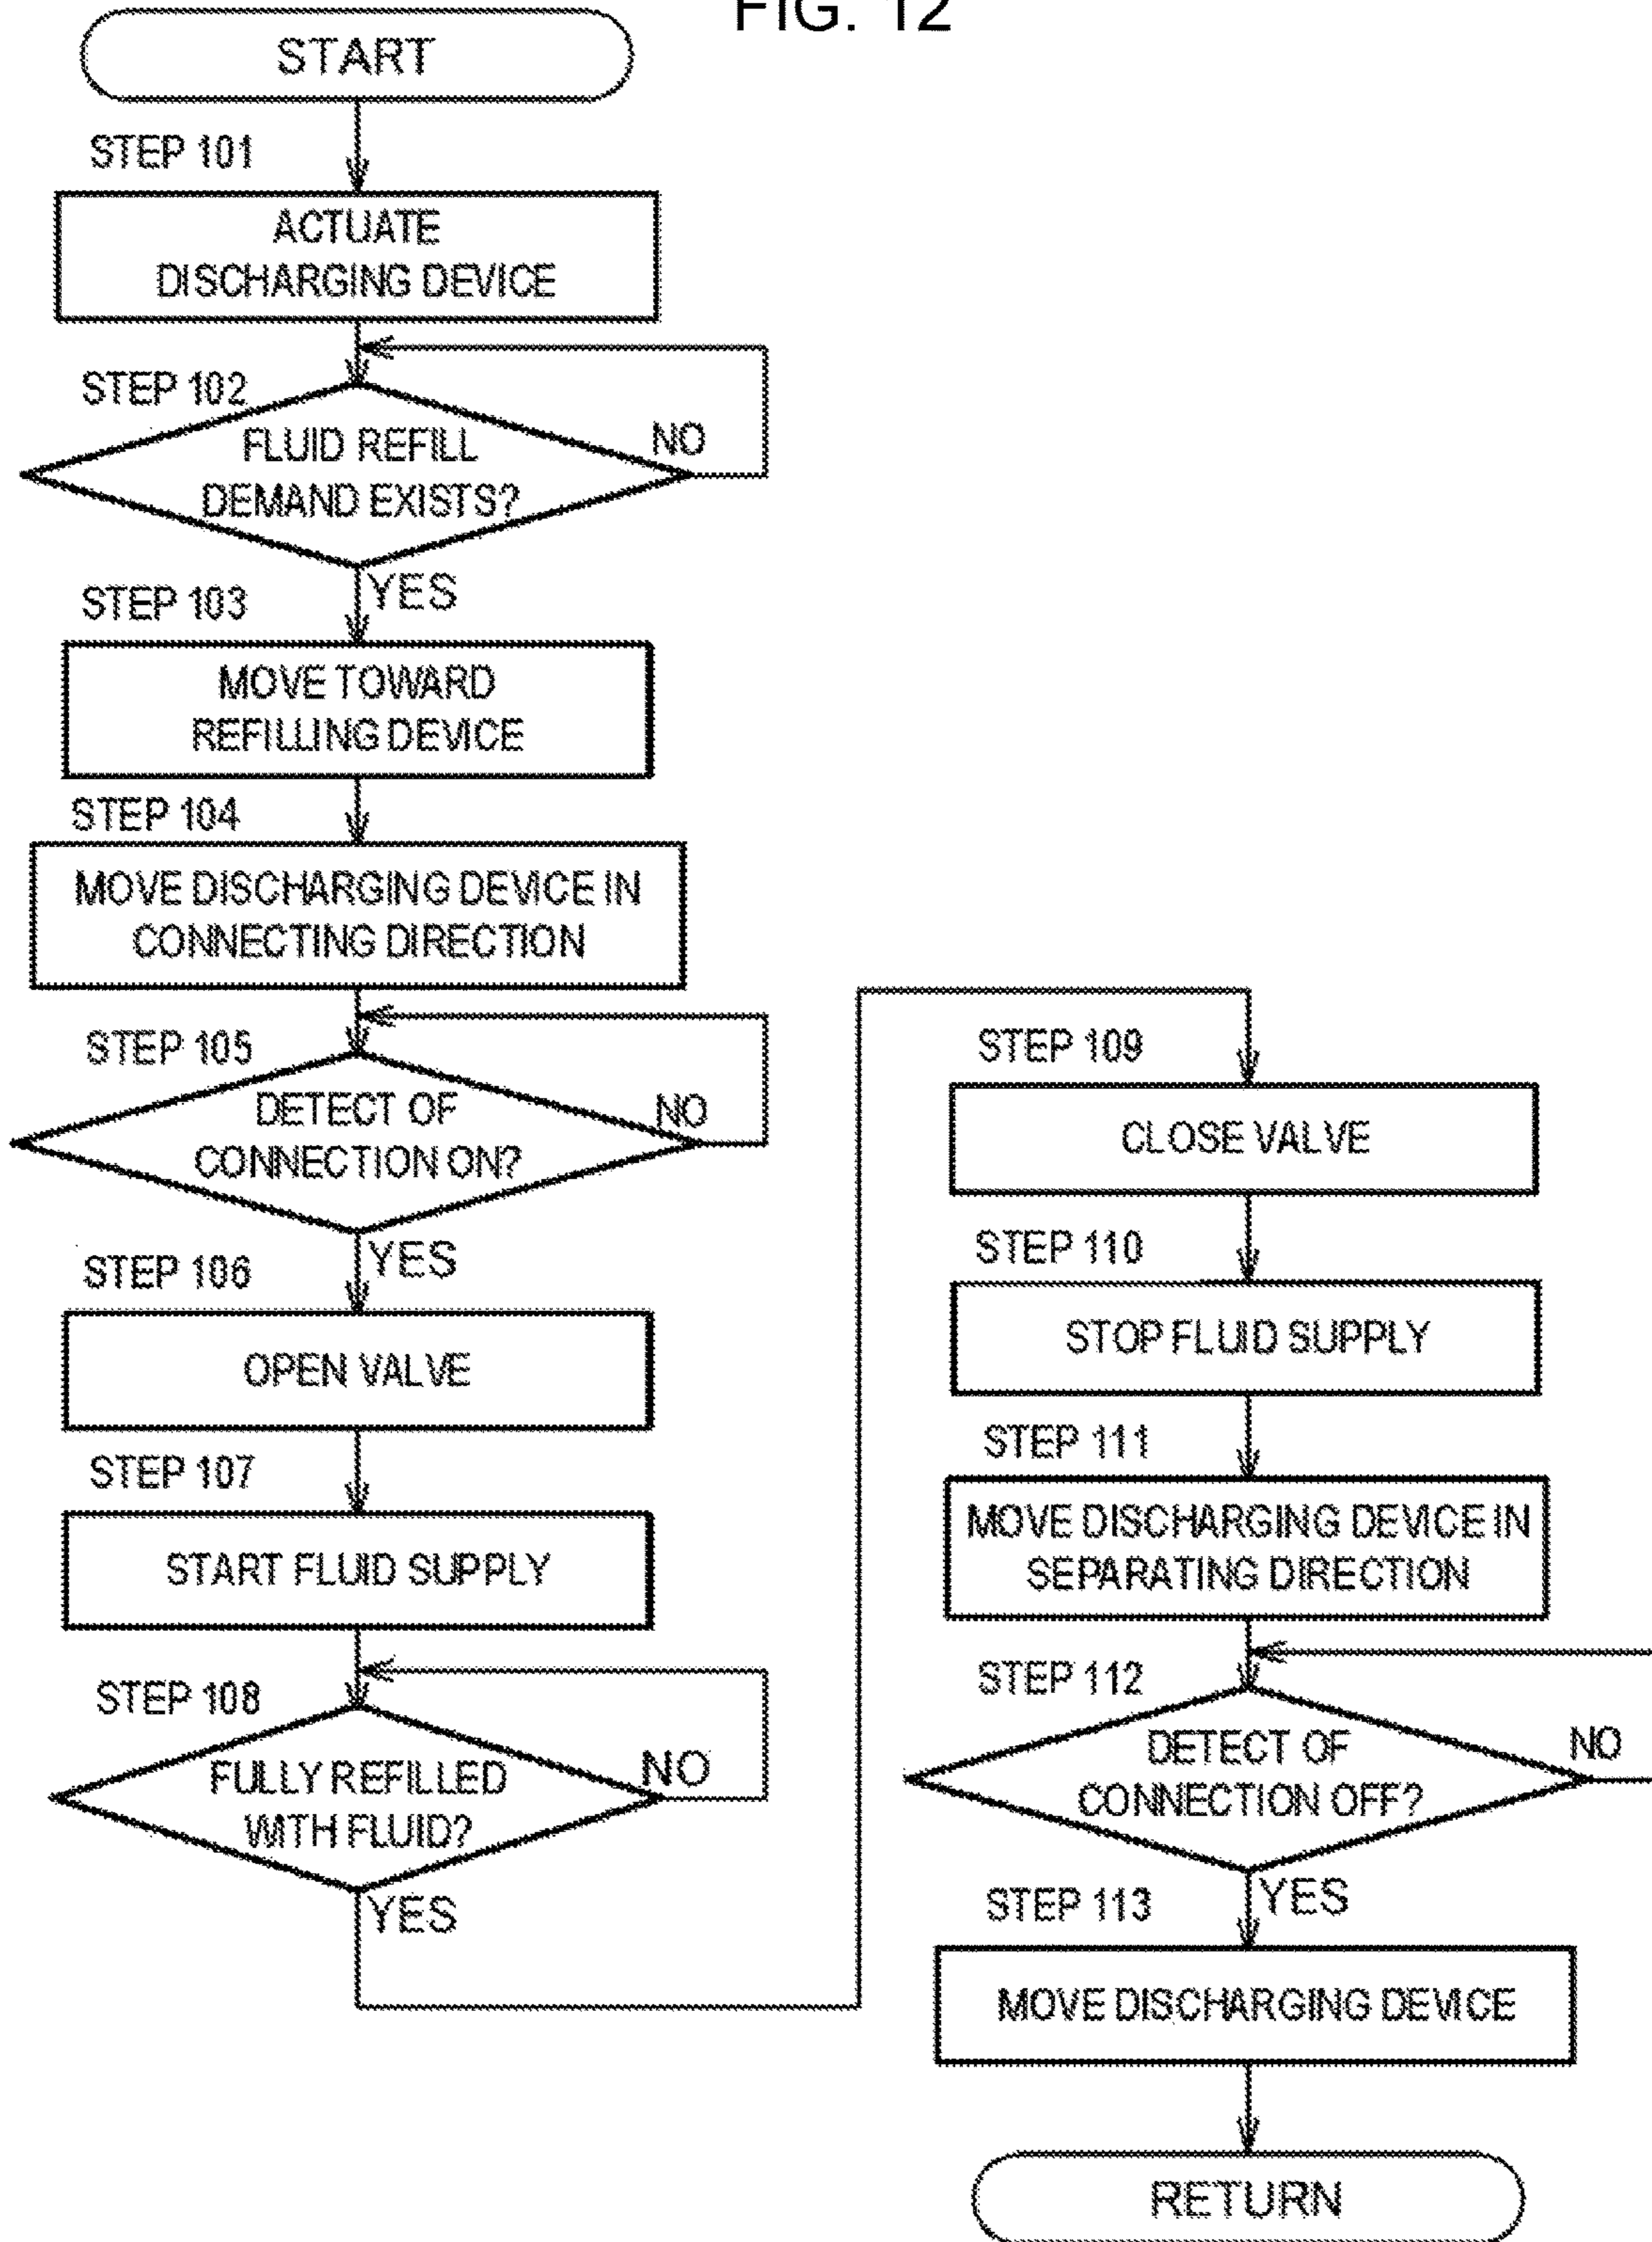 FIG. 12
START
STEP 101
ACTUATE
DISCHARGING DEVICE
STEP 102
FLUID REFILL
DEMAND EXISTS?
NO
YES
STEP 103
MOVE TOWARD
REFILLING DEVICE
STEP 104
MOVE DISCHARGING DEVICE IN
CONNECTING DIRECTION
STEP 105
DETECT OF
CONNECTION ON?
NO
YES
STEP 106
OPEN VALVE
STEP 107
START FLUID SUPPLY
STEP 108
FULLY REFILLED
WITH FLUID?
NO
YES
STEP 109
CLOSE VALVE
STEP 110
STOP FLUID SUPPLY
STEP 111
MOVE DISCHARGING DEVICE IN
SEPARATING DIRECTION
STEP 112
DETECT OF
CONNECTION OFF?
NO
YES
STEP 113
MOVE DISCHARGING DEVICE
RETURN